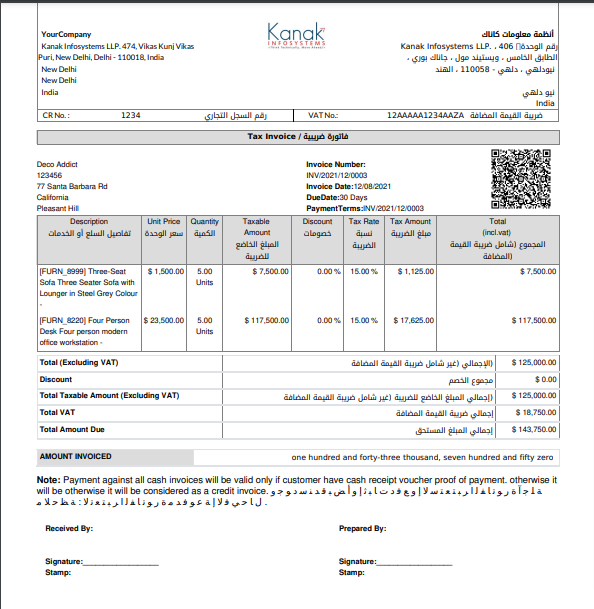 YourCompany
Kanak Infosystems LLP. 474, Vikas Kunj Vikas
Puri, New Delhi, Delhi - 110018, India
New Delhi
New Delhi
India
Kanak
INFOSYSTEMS
أنظمة معلومات كاناك
Kanak Infosystems LLP. ، 406 رقم الوحدة
الطابق الخامس ، ويستيند مول ، جاناك بوري ،
نيودلهي ، دلهي - 110058 ، الهند
نيو دلهي
India
CR No.: 1234 رقم السجل التجاري VAT No.: 12AAAAA1234AAZA ضريبة القيمة المضافة
Tax Invoice / فاتورة ضريبية
Deco Addict
123456
77 Santa Barbara Rd
California
Pleasant Hill
Invoice Number:
INV/2021/12/0003
Invoice Date:12/08/2021
DueDate:30 Days
PaymentTerms:INV/2021/12/0003
Description
تفاصيل السلع أو الخدمات
Unit Price
سعر الوحدة
Quantity
الكمية
Taxable
Amount
المبلغ الخاضع
للضريبة
Discount
خصومات
Tax Rate
نسبة
الضريبة
Tax Amount
مبلغ الضريبة
Total
(incl.vat)
المجموع (شامل ضريبة القيمة
المضافة)
[FURN_8999] Three-Seat
Sofa Three Seater Sofa with
Lounger in Steel Grey Colour
-
$ 1,500.00
5.00
Units
$ 7,500.00
0.00 %
15.00 %
$ 1,125.00
$ 7,500.00
[FURN_8220] Four Person
Desk Four person modern
office workstation -
$ 23,500.00
5.00
Units
$ 117,500.00
0.00 %
15.00 %
$ 17,625.00
$ 117,500.00
Total (Excluding VAT) الإجمالي (غير شامل ضريبة القيمة المضافة) $ 125,000.00
Discount مجموع الخصم $ 0.00
Total Taxable Amount (Excluding VAT) إجمالي المبلغ الخاضع للضريبة (غير شامل ضريبة القيمة المضافة) $ 125,000.00
Total VAT إجمالي ضريبة القيمة المضافة $ 18,750.00
Total Amount Due إجمالي المبلغ المستحق $ 143,750.00
AMOUNT INVOICED one hundred and forty-three thousand, seven hundred and fifty zero
Note: Payment against all cash invoices will be valid only if customer have cash receipt voucher proof of payment. otherwise it
will be otherwise it will be considered as a credit invoice.
Received By:
Prepared By:
Signature:
Stamp:
Signature:
Stamp: